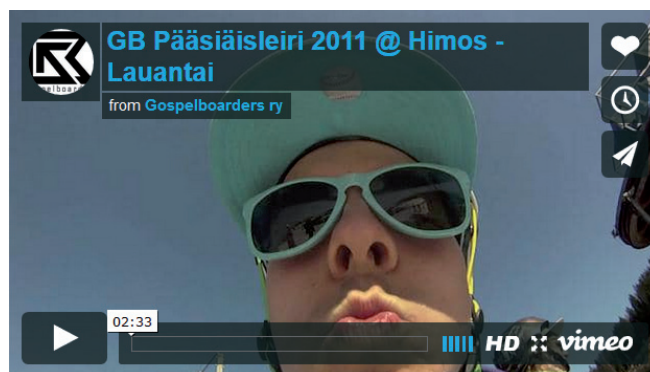 GB Pääsiäisleiri 2011 @ Himos -
Lauantai
from Gospelboarders ry
02:33
HD vimeo